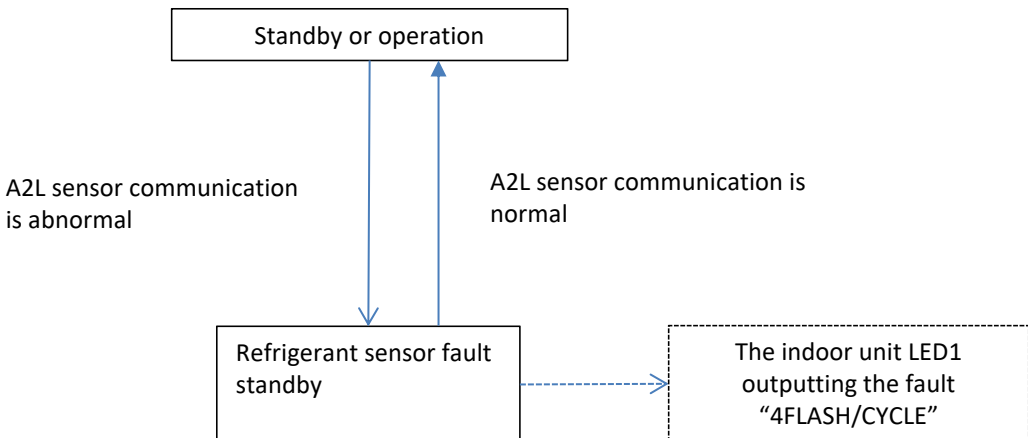 Standby or operation
A2L sensor communication
is abnormal
A2L sensor communication is
normal
Refrigerant sensor fault
standby
The indoor unit LED1
outputting the fault
“4FLASH/CYCLE”